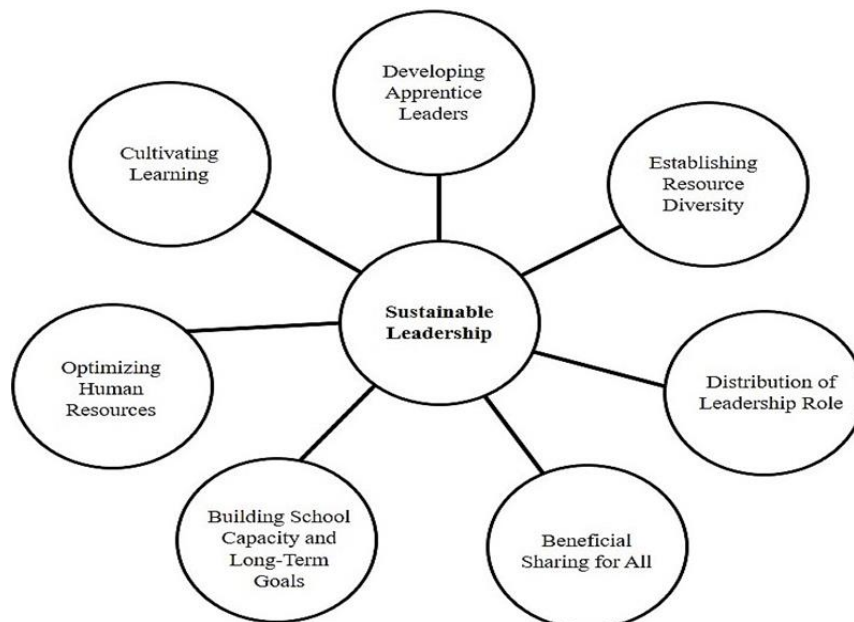 Developing
Apprentice
Leaders
Cultivating
Learning
Establishing
Resource
Diversity
Sustainable
Leadership
Optimizing
Human
Resources
Distribution of
Leadership Role
Building School
Capacity and
Long-Term
Goals
Beneficial
Sharing for All